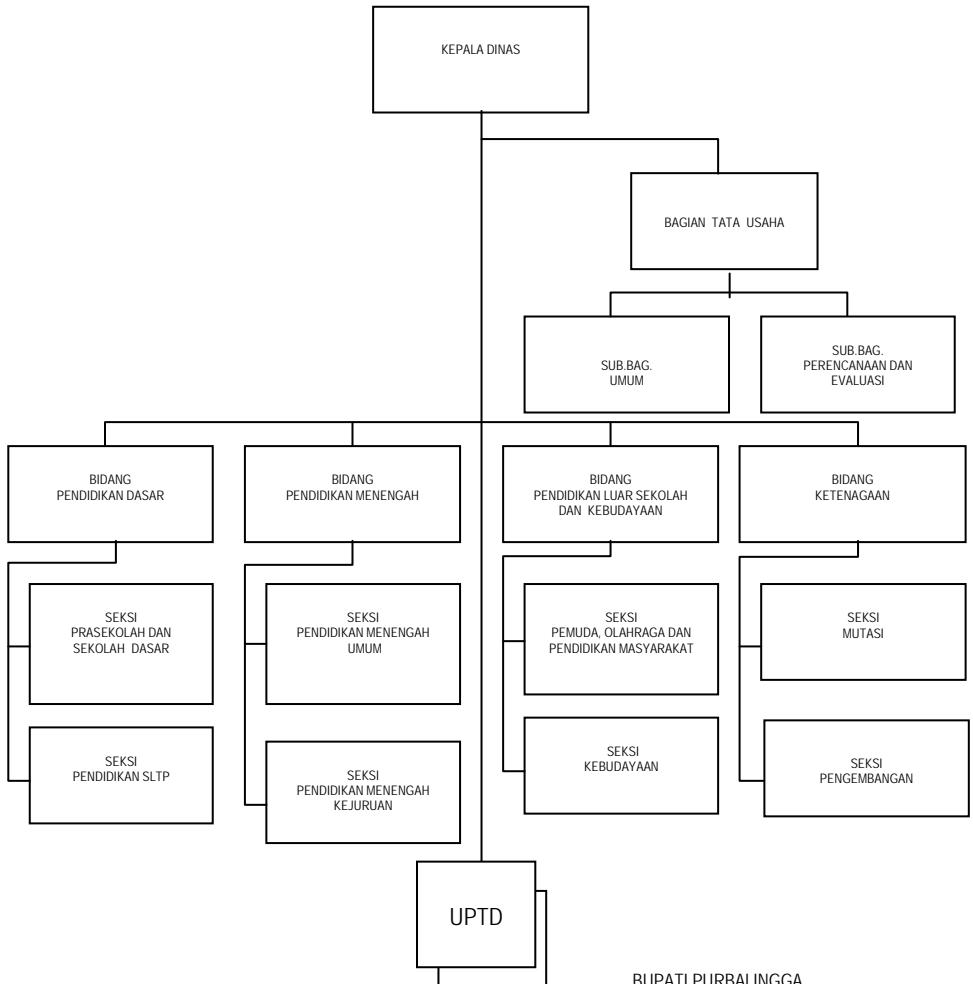 KEPALA DINAS
BAGIAN TATA USAHA
SUB.BAG.
UMUM
SUB.BAG.
PERENCANAAN DAN
EVALUASI
BIDANG
PENDIDIKAN DASAR
BIDANG
PENDIDIKAN MENENGAH
BIDANG
PENDIDIKAN LUAR SEKOLAH
DAN KEBUDAYAAN
BIDANG
KETENAGAAN
SEKSI
PRASEKOLAH DAN
SEKOLAH DASAR
SEKSI
PENDIDIKAN MENENGAH
UMUM
SEKSI
PEMUDA, OLAHRAGA DAN
PENDIDIKAN MASYARAKAT
SEKSI
MUTASI
SEKSI
PENDIDIKAN SLTP
SEKSI
PENDIDIKAN MENENGAH
KEJURUAN
SEKSI
KEBUDAYAAN
SEKSI
PENGEMBANGAN
UPTD
BUPATI PURBALINGGA